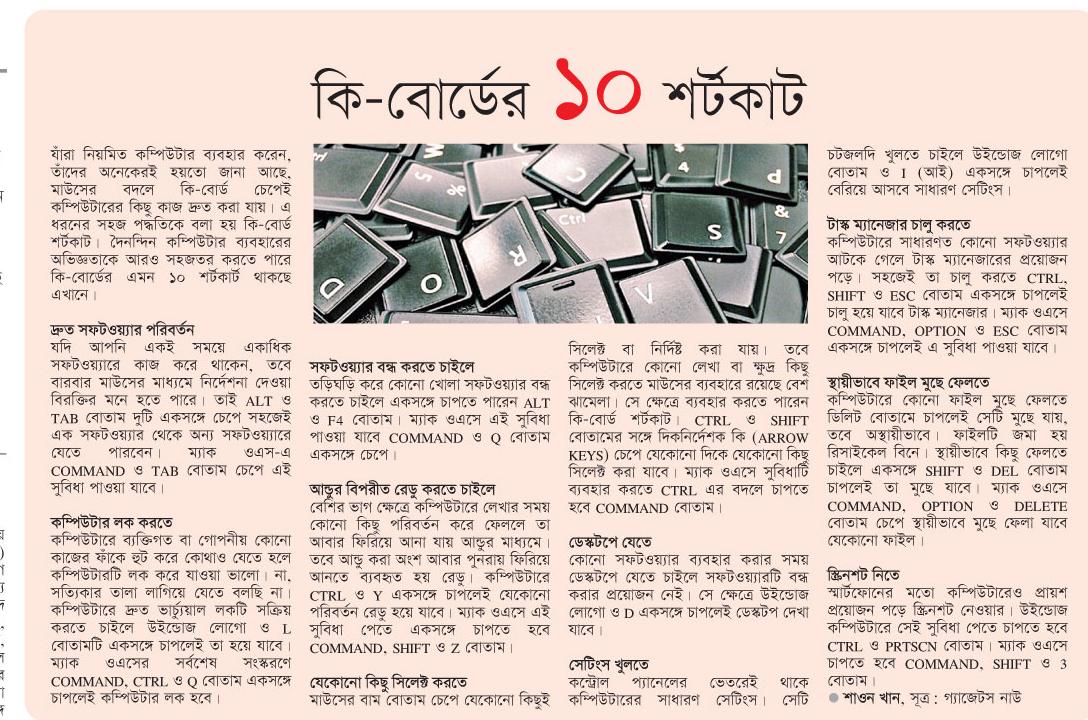 কি-বোর্ডের ১০ শর্টকাট
যাঁরা নিয়মিত কম্পিউটার ব্যবহার করেন,
তাঁদের অনেকেরই হয়তো জানা আছে,
মাউসের বদলে কি-বোর্ড চেপেই
কম্পিউটারের কিছু কাজ দ্রুত করা যায়। এ
ধরনের সহজ পদ্ধতিকে বলা হয় কি-বোর্ড
শর্টকাট। দৈনন্দিন কম্পিউটার ব্যবহারের
অভিজ্ঞতাকে আরও সহজতর করতে পারে
কি-বোর্ডের এমন ১০ শর্টকাট থাকছে
এখানে।
দ্রুত সফটওয়্যার পরিবর্তন
যদি আপনি একই সময়ে একাধিক
সফটওয়্যারে কাজ করে থাকেন, তবে
বারবার মাউসের মাধ্যমে নির্দেশনা দেওয়া
বিরক্তির মনে হতে পারে। তাই ALT ও
TAB বোতাম দুটি একসঙ্গে চেপে সহজেই
এক সফটওয়্যার থেকে অন্য সফটওয়্যারে
যেতে পারবেন। ম্যাক ওএস-এ
COMMAND ও TAB বোতাম চেপে এই
সুবিধা পাওয়া যাবে।
কম্পিউটার লক করতে
কম্পিউটারে ব্যক্তিগত বা গোপনীয় কোনো
কাজের ফাঁকে হুট করে কোথাও যেতে হলে
কম্পিউটারটি লক করে যাওয়া ভালো। না,
সত্যিকার তালা লাগিয়ে যেতে বলছি না।
কম্পিউটারে দ্রুত ভার্চ্যুয়াল লকটি সক্রিয়
করতে চাইলে উইন্ডোজ লোগো ও L
বোতামটি একসঙ্গে চাপলেই তা হয়ে যাবে।
ম্যাক ওএসের সর্বশেষ সংস্করণে
COMMAND, CTRL ও Q বোতাম একসঙ্গে
চাপলেই কম্পিউটার লক হবে।
সফটওয়্যার বন্ধ করতে চাইলে
তড়িঘড়ি করে কোনো খোলা সফটওয়্যার বন্ধ
করতে চাইলে একসঙ্গে চাপতে পারেন ALT
ও F4 বোতাম। ম্যাক ওএসে এই সুবিধা
পাওয়া যাবে COMMAND ও Q বোতাম
একসঙ্গে চেপে।
আন্ডুর বিপরীত রেডু করতে চাইলে
বেশির ভাগ ক্ষেত্রে কম্পিউটারে লেখার সময়
কোনো কিছু পরিবর্তন করে ফেললে তা
আবার ফিরিয়ে আনা যায় আন্ডুর মাধ্যমে।
তবে আন্ডু করা অংশ আবার পুনরায় ফিরিয়ে
আনতে ব্যবহৃত হয় রেডু। কম্পিউটারে
CTRL ও Y একসঙ্গে চাপলেই যেকোনো
পরিবর্তন রেডু হয়ে যাবে। ম্যাক ওএসে এই
সুবিধা পেতে একসঙ্গে চাপতে হবে
COMMAND, SHIFT ও Z বোতাম।
যেকোনো কিছু সিলেক্ট করতে
মাউসের বাম বোতাম চেপে যেকোনো কিছুই
সিলেক্ট বা নির্দিষ্ট করা যায়। তবে
কম্পিউটারে কোনো লেখা বা ক্ষুদ্র কিছু
সিলেক্ট করতে মাউসের ব্যবহারে রয়েছে বেশ
ঝামেলা। সে ক্ষেত্রে ব্যবহার করতে পারেন
কি-বোর্ড শর্টকাট। CTRL ও SHIFT
বোতামের সঙ্গে দিকনির্দেশক কি (ARROW
KEYS) চেপে যেকোনো দিকে যেকোনো কিছু
সিলেক্ট করা যাবে। ম্যাক ওএসে সুবিধাটি
ব্যবহার করতে CTRL এর বদলে চাপতে
হবে COMMAND বোতাম।
ডেস্কটপে যেতে
কোনো সফটওয়্যার ব্যবহার করার সময়
ডেস্কটপে যেতে চাইলে সফটওয়্যারটি বন্ধ
করার প্রয়োজন নেই। সে ক্ষেত্রে উইন্ডোজ
লোগো ও D একসঙ্গে চাপলেই ডেস্কটপ দেখা
যাবে।
সেটিংস খুলতে
কন্ট্রোল প্যানেলের ভেতরেই থাকে
কম্পিউটারের সাধারণ সেটিংস। সেটি
চটজলদি খুলতে চাইলে উইন্ডোজ লোগো
বোতাম ও I (আই) একসঙ্গে চাপলেই
বেরিয়ে আসবে সাধারণ সেটিংস।
টাস্ক ম্যানেজার চালু করতে
কম্পিউটারে সাধারণত কোনো সফটওয়্যার
আটকে গেলে টাস্ক ম্যানেজারের প্রয়োজন
পড়ে। সহজেই তা চালু করতে CTRL,
SHIFT ও ESC বোতাম একসঙ্গে চাপলেই
চালু হয়ে যাবে টাস্ক ম্যানেজার। ম্যাক ওএসে
COMMAND, OPTION ও ESC বোতাম
একসঙ্গে চাপলেই এ সুবিধা পাওয়া যাবে।
স্থায়ীভাবে ফাইল মুছে ফেলতে
কম্পিউটারে কোনো ফাইল মুছে ফেলতে
ডিলিট বোতামে চাপলেই সেটি মুছে যায়,
তবে অস্থায়ীভাবে। ফাইলটি জমা হয়
রিসাইকেল বিনে। স্থায়ীভাবে কিছু ফেলতে
চাইলে একসঙ্গে SHIFT ও DEL বোতাম
চাপলেই তা মুছে যাবে। ম্যাক ওএসে
COMMAND, OPTION ও DELETE
বোতাম চেপে স্থায়ীভাবে মুছে ফেলা যাবে
যেকোনো ফাইল।
স্ক্রিনশট নিতে
স্মার্টফোনের মতো কম্পিউটারেও প্রায়শ
প্রয়োজন পড়ে স্ক্রিনশট নেওয়ার। উইন্ডোজ
কম্পিউটারে সেই সুবিধা পেতে চাপতে হবে
CTRL ও PRTSCN বোতাম। ম্যাক ওএসে
চাপতে হবে COMMAND, SHIFT ও 3
বোতাম।
● শাওন খান, সূত্র : গ্যাজেটস নাউ